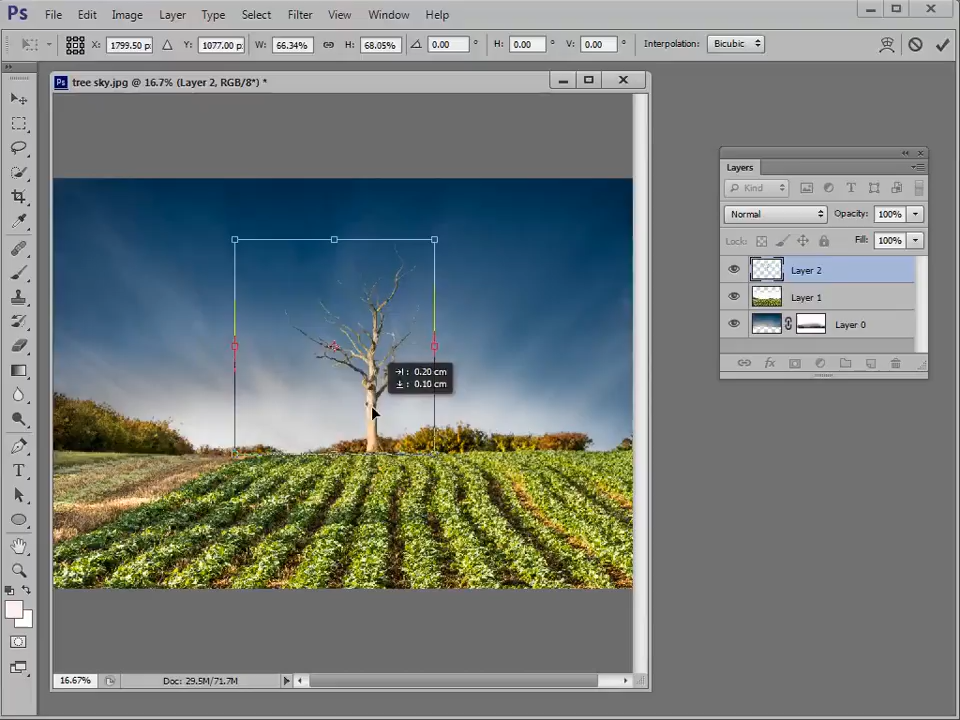 Ps File Edit Image Layer Type Select Filter View Window Help
X: 1799.50 p: Y: 1077.00 p: W: 66.34% H: 68.05% 0.00 ° H: 0.00 ° V: 0.00 ° Interpolation: Bicubic
Ps tree sky.jpg @ 16.7% (Layer 2, RGB/8*) *
Layers
Kind
Normal Opacity: 100%
Lock: Fill: 100%
Layer 2
Layer 1
Layer 0
fx
: 0.20 cm
: 0.10 cm
16.67% Doc: 29.5M/71.7M